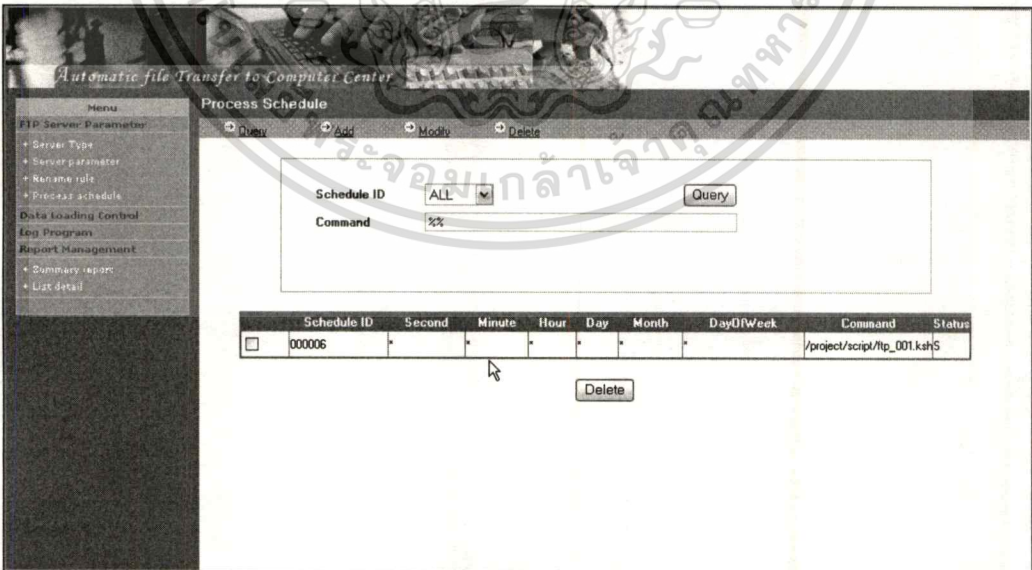 Automatic file Transfer to Computer Center
Menu
FTP Server Parameter
+ Server Type
+ Server parameter
+ Rename rule
+ Process schedule
Data Loading Control
Log Program
Report Management
+ Summary report
+ List detail
Process Schedule
Query Add Modify Delete
Schedule ID ALL Query
Command %%
Schedule ID Second Minute Hour Day Month DayOfWeek Command Status
000006 * * * * * * /project/script/ftp_001.ksh S
Delete